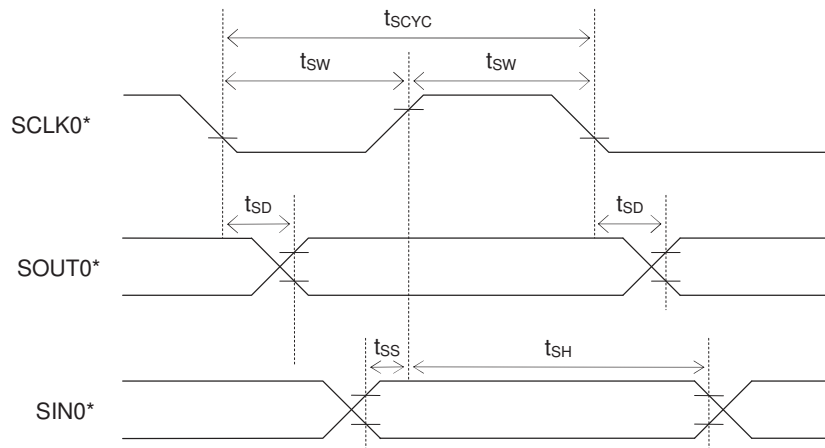 tSCYC
tSW tSW
SCLK0*
tSD tSD
SOUT0*
tSS tSH
SIN0*